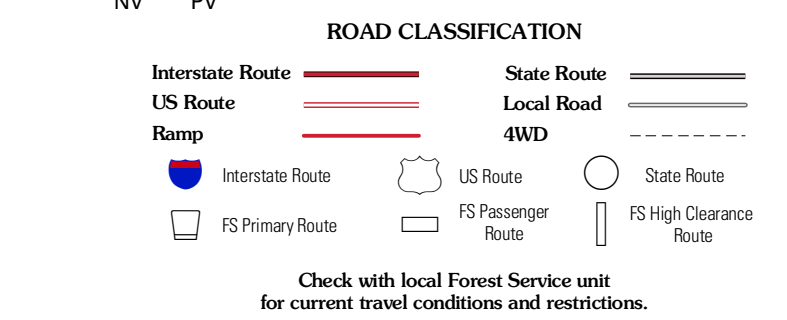 NV PV
ROAD CLASSIFICATION
Interstate Route State Route
US Route Local Road
Ramp 4WD
Interstate Route US Route State Route
FS Primary Route FS Passenger Route FS High Clearance Route
Check with local Forest Service unit
for current travel conditions and restrictions.